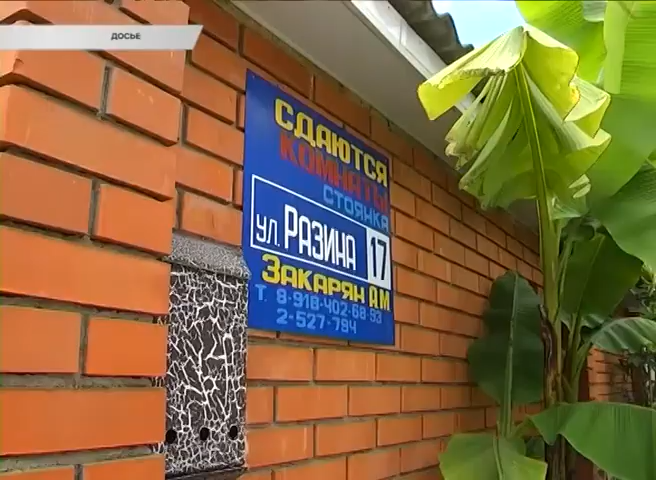 ДОСЬЕ
СДАЮТСЯ
КОМНАТЫ
СТОЯНКА
ул. РАЗИНА 17
ЗАКАРЯН А М
Т. 8-918-402-68-93
2-527-794